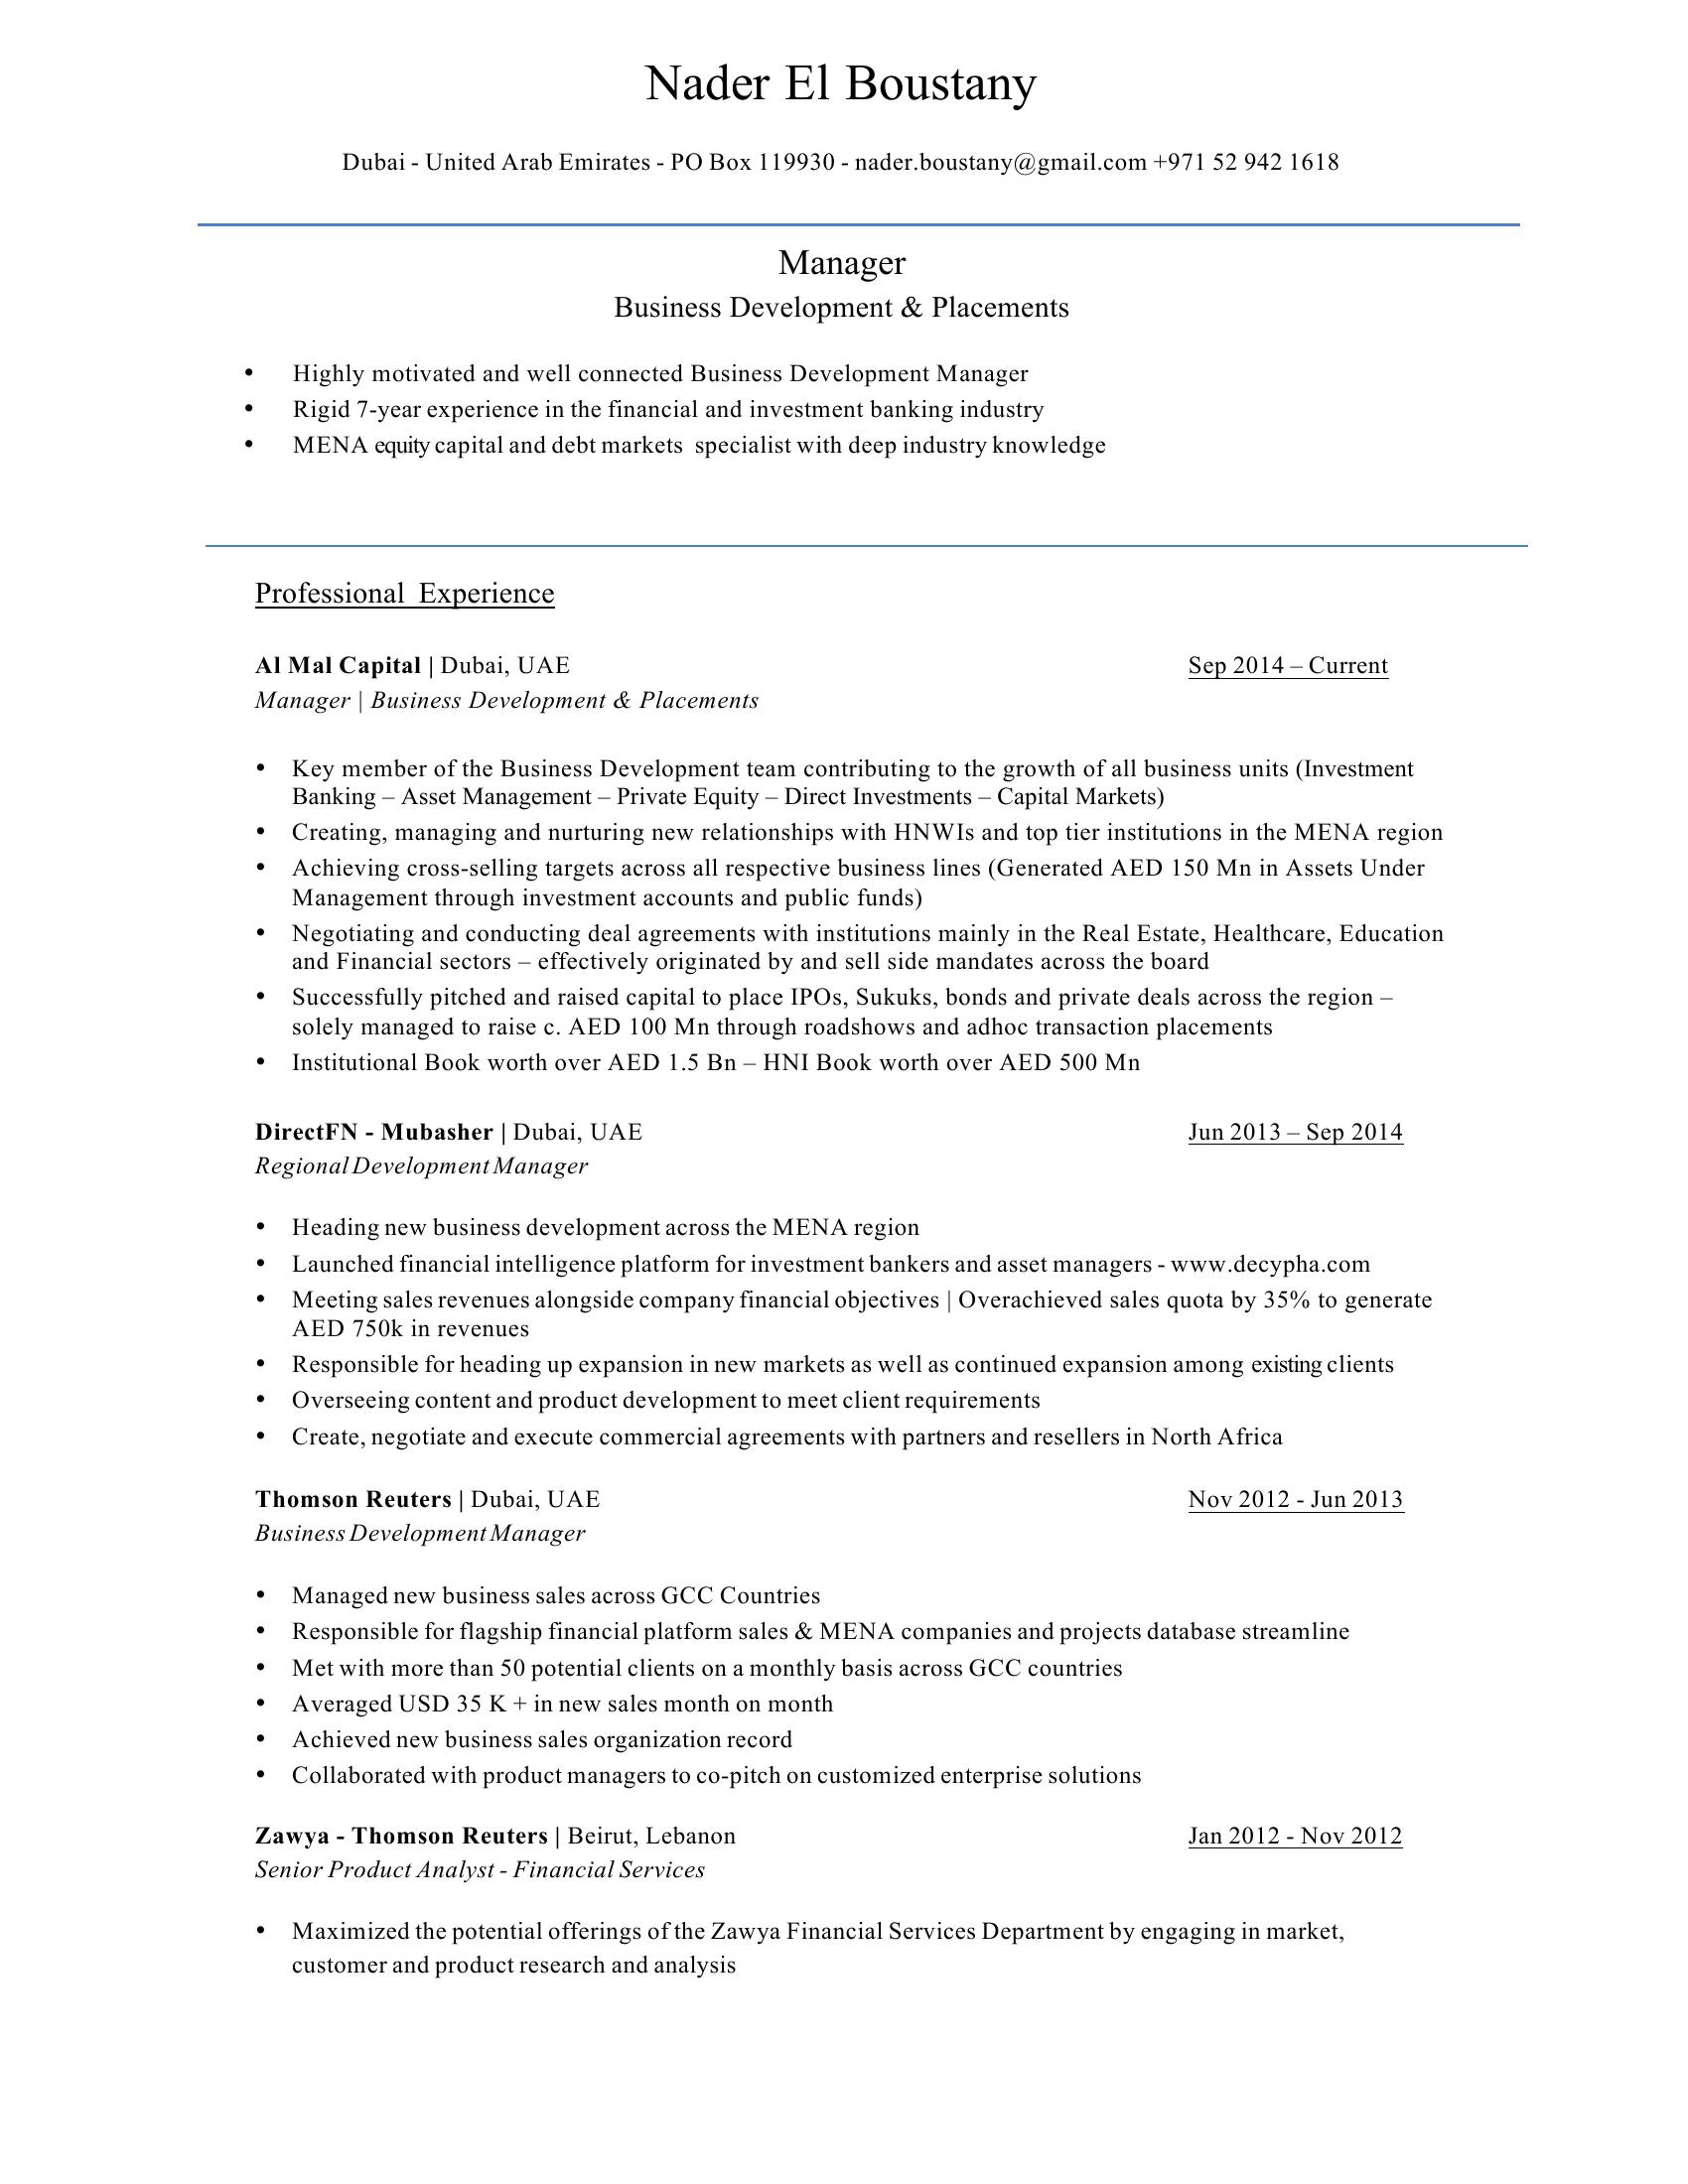 Nader El Boustany
Dubai - United Arab Emirates - PO Box 119930 - nader.boustany@gmail.com +971 52 942 1618
Manager
Business Development & Placements
• Highly motivated and well connected Business Development Manager
• Rigid 7-year experience in the financial and investment banking industry
• MENA equity capital and debt markets specialist with deep industry knowledge
Professional Experience
Al Mal Capital | Dubai, UAE Sep 2014 – Current
Manager | Business Development & Placements
• Key member of the Business Development team contributing to the growth of all business units (Investment
Banking – Asset Management – Private Equity – Direct Investments – Capital Markets)
• Creating, managing and nurturing new relationships with HNWIs and top tier institutions in the MENA region
• Achieving cross-selling targets across all respective business lines (Generated AED 150 Mn in Assets Under
Management through investment accounts and public funds)
• Negotiating and conducting deal agreements with institutions mainly in the Real Estate, Healthcare, Education
and Financial sectors – effectively originated by and sell side mandates across the board
• Successfully pitched and raised capital to place IPOs, Sukuks, bonds and private deals across the region –
solely managed to raise c. AED 100 Mn through roadshows and adhoc transaction placements
• Institutional Book worth over AED 1.5 Bn – HNI Book worth over AED 500 Mn
DirectFN - Mubasher | Dubai, UAE Jun 2013 – Sep 2014
Regional Development Manager
• Heading new business development across the MENA region
• Launched financial intelligence platform for investment bankers and asset managers - www.decypha.com
• Meeting sales revenues alongside company financial objectives | Overachieved sales quota by 35% to generate
AED 750k in revenues
• Responsible for heading up expansion in new markets as well as continued expansion among existing clients
• Overseeing content and product development to meet client requirements
• Create, negotiate and execute commercial agreements with partners and resellers in North Africa
Thomson Reuters | Dubai, UAE Nov 2012 - Jun 2013
Business Development Manager
• Managed new business sales across GCC Countries
• Responsible for flagship financial platform sales & MENA companies and projects database streamline
• Met with more than 50 potential clients on a monthly basis across GCC countries
• Averaged USD 35 K + in new sales month on month
• Achieved new business sales organization record
• Collaborated with product managers to co-pitch on customized enterprise solutions
Zawya - Thomson Reuters | Beirut, Lebanon Jan 2012 - Nov 2012
Senior Product Analyst - Financial Services
• Maximized the potential offerings of the Zawya Financial Services Department by engaging in market,
customer and product research and analysis